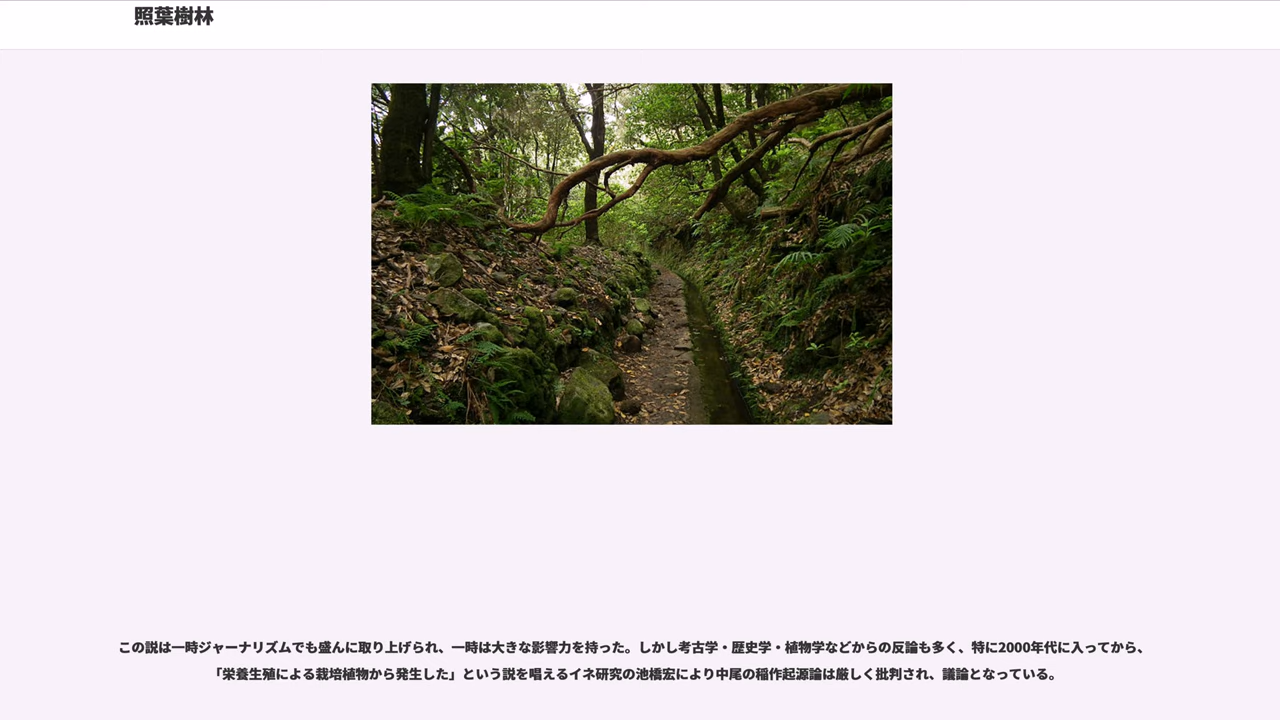 照葉樹林
この説は一時ジャーナリズムでも盛んに取り上げられ、一時は大きな影響力を持った。しかし考古学・歴史学・植物学などからの反論も多く、特に2000年代に入ってから、
「栄養生殖による栽培植物から発生した」という説を唱えるイネ研究の池橋宏により中尾の稲作起源論は厳しく批判され、議論となっている。